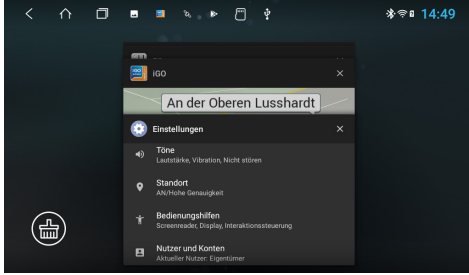 14:49
iGO
An der Oberen Lusshardt
Einstellungen
Töne
Lautstärke, Vibration, Nicht stören
Standort
AN/Hohe Genauigkeit
Bedienungshilfen
Screenreader, Display, Interaktionssteuerung
Nutzer und Konten
Aktueller Nutzer: Eigentümer